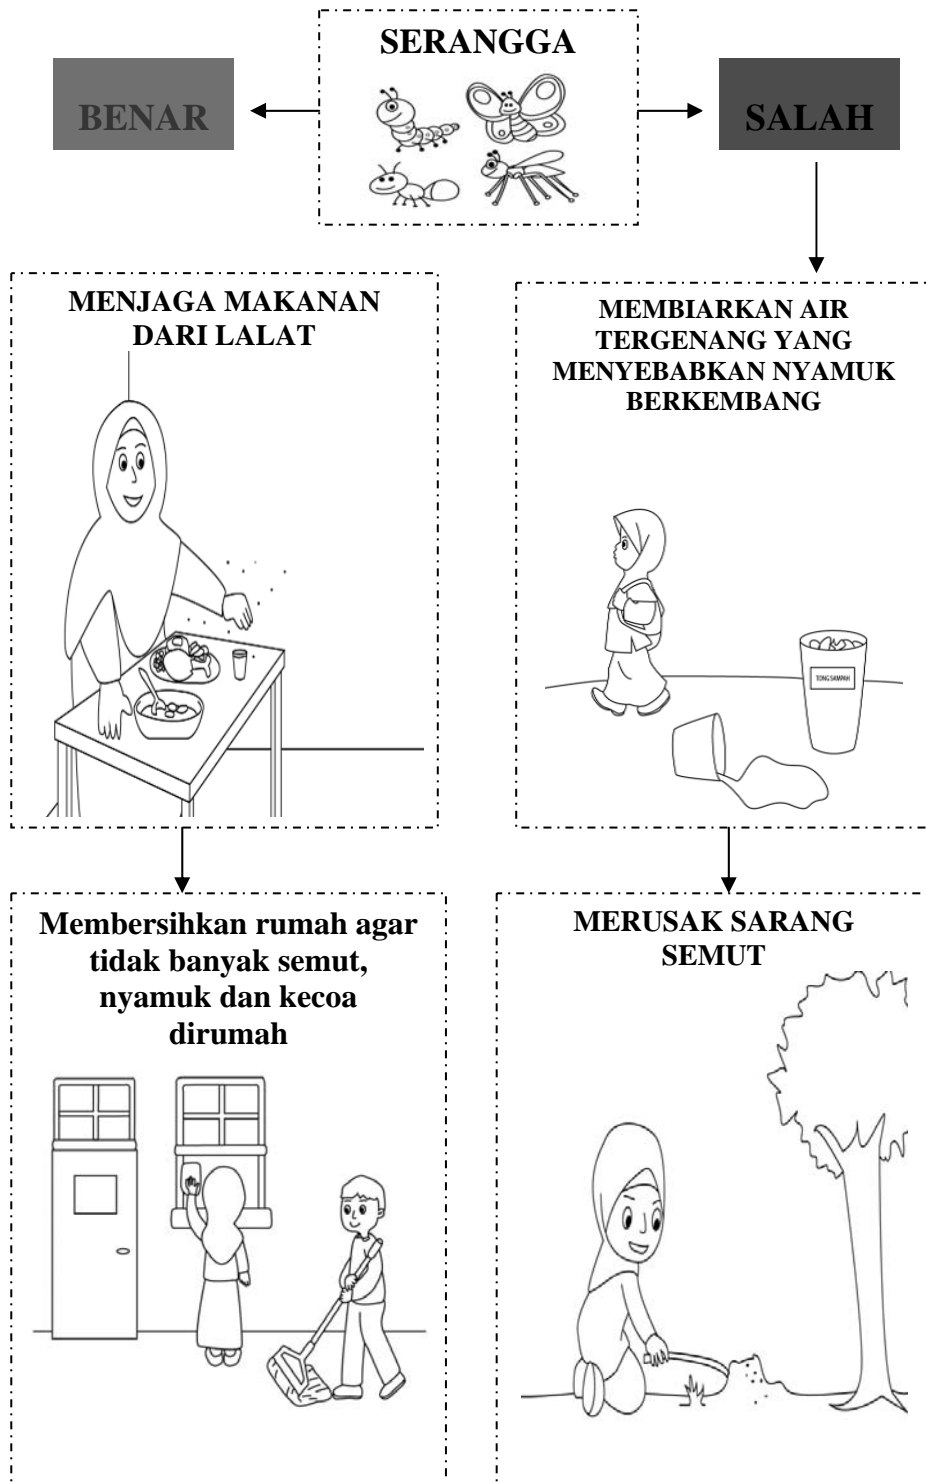 SERANGGA
BENAR
SALAH
MENJAGA MAKANAN
DARI LALAT
MEMBIARKAN AIR
TERGENANG YANG
MENYEBABKAN NYAMUK
BERKEMBANG
TONG SAMPAH
Membersihkan rumah agar
tidak banyak semut,
nyamuk dan kecoa
dirumah
MERUSAK SARANG
SEMUT